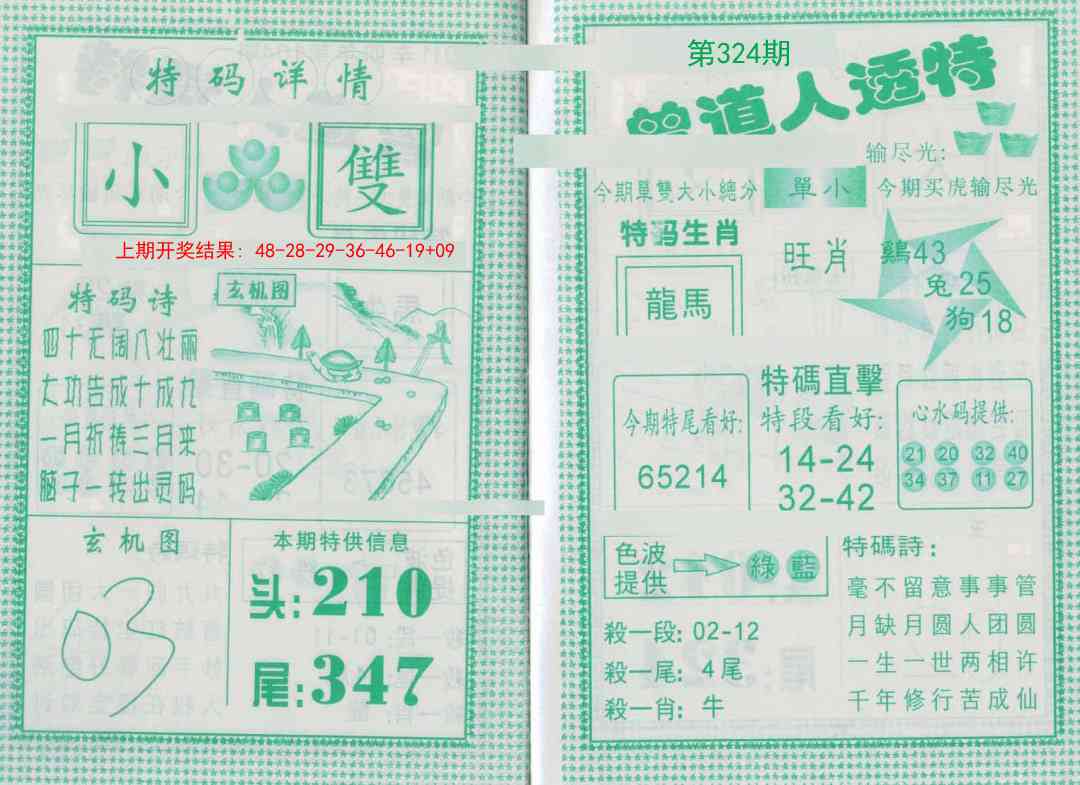 特码详情
小
雙
上期开奖结果：48-28-29-36-46-19+09
特码诗
四十无阔八壮丽
大功告成十成九
一月祈祷三月来
脑子一转出灵码
玄机图
玄机图
本期特供信息
头:210
尾:347
第324期
曾道人透特
输尽光:
今期單雙大小總分
單小
今期买虎输尽光
特码生肖
龍馬
旺肖
鷄43
兔25
狗18
今期特尾看好:
65214
特碼直擊
特段看好:
14-24
32-42
心水码提供:
21 20 32 40
34 37 11 27
色波提供
綠 藍
殺一段: 02-12
殺一尾: 4尾
殺一肖: 牛
特碼詩:
毫不留意事事管
月缺月圆人团圆
一生一世两相许
千年修行苦成仙